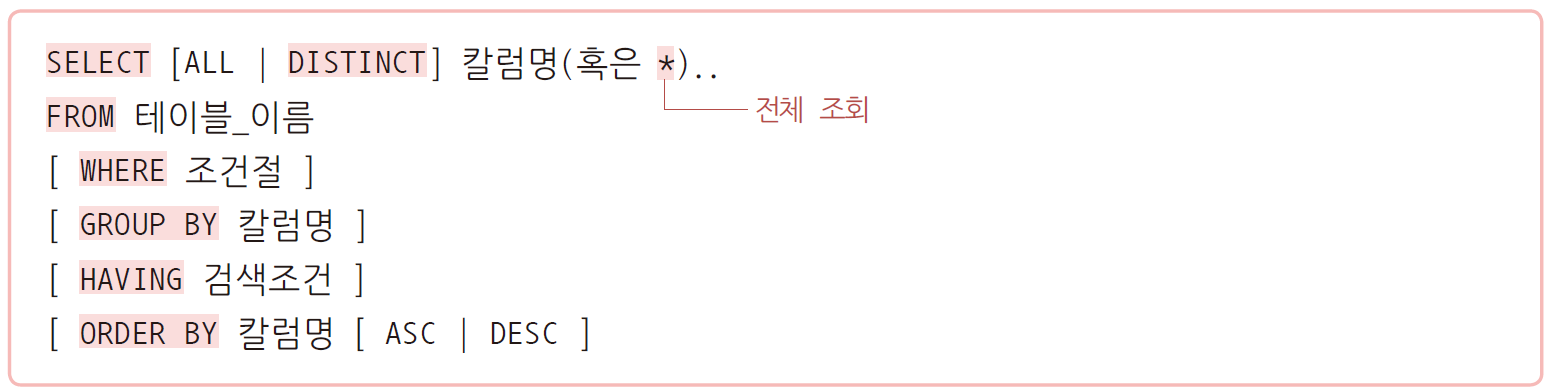 SELECT [ALL | DISTINCT] 칼럼명(혹은 *)..
전체 조회
FROM 테이블_이름
[ WHERE 조건절 ]
[ GROUP BY 칼럼명 ]
[ HAVING 검색조건 ]
[ ORDER BY 칼럼명 [ ASC | DESC ]